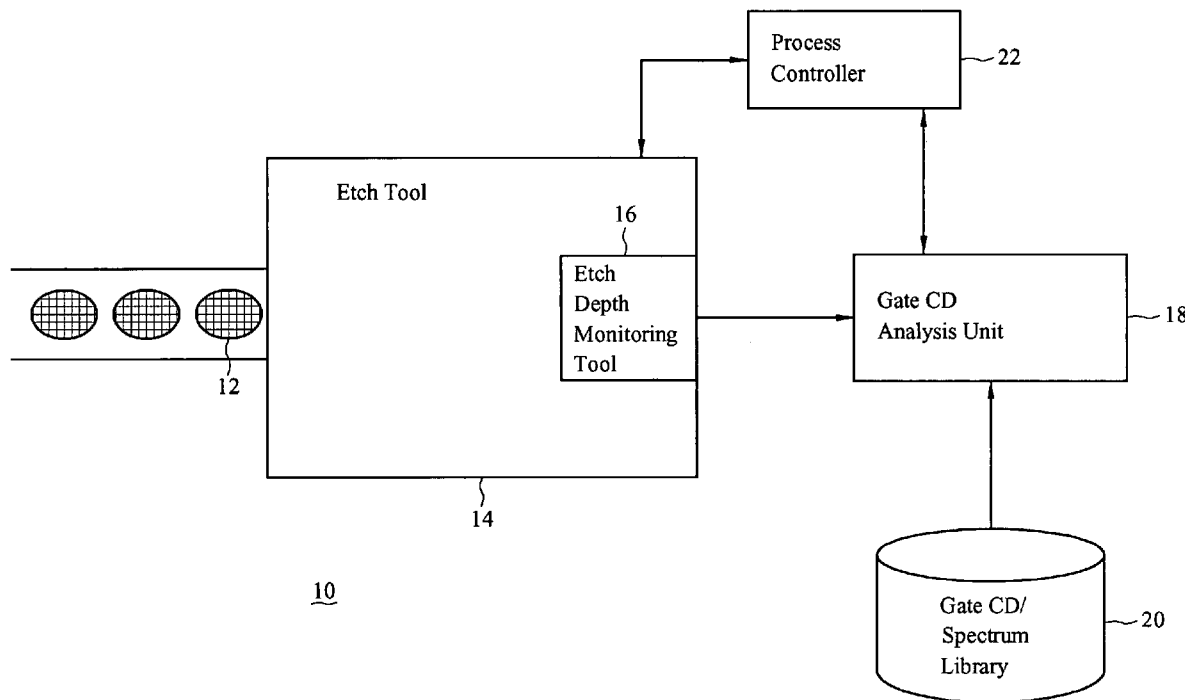 Process
Controller
22
Etch Tool
16
Etch
Depth
Monitoring
Tool
Gate CD
Analysis Unit
18
12
14
10
Gate CD/
Spectrum
Library
20